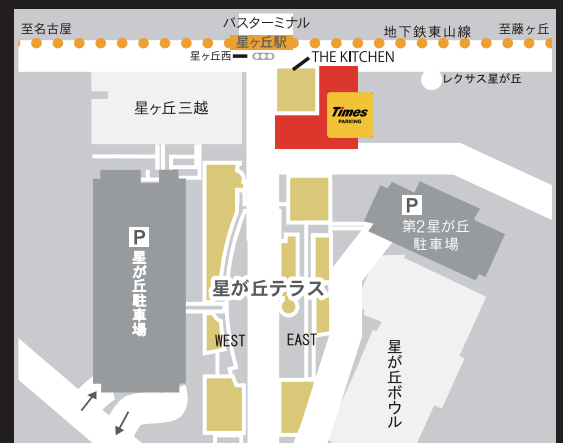 バスターミナル
至名古屋
地下鉄東山線
至藤ヶ丘
星ヶ丘駅
星ヶ丘西
THE KITCHEN
レクサス星が丘
星ヶ丘三越
Times
PARKING
P
第2星が丘
駐車場
P
星が丘駐車場
星が丘テラス
WEST
EAST
星が丘ボウル